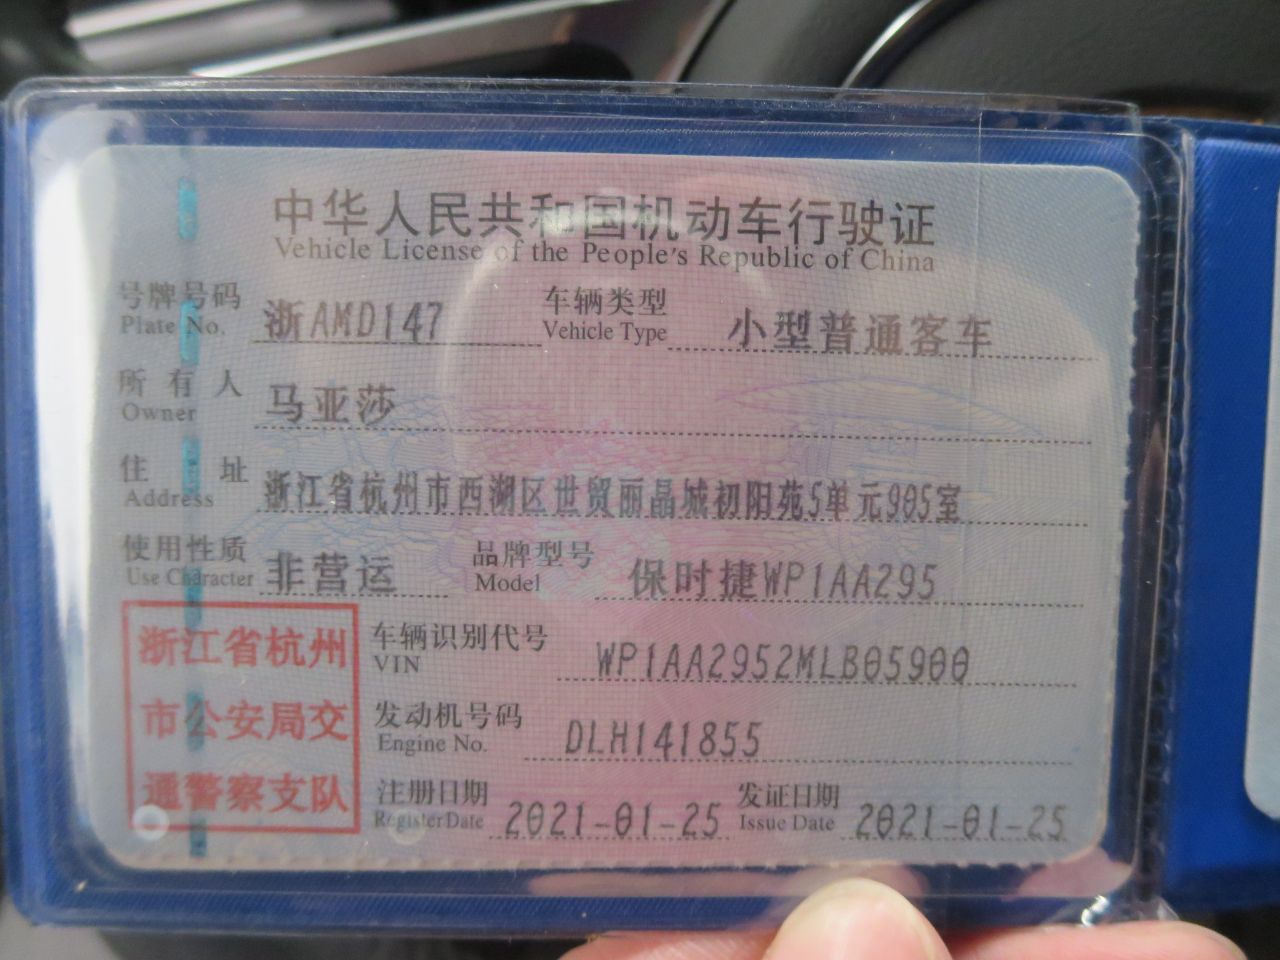 中华人民共和国机动车行驶证
Vehicle License of the People's Republic of China
号牌号码 浙AMD147 车辆类型 小型普通客车
Plate No. Vehicle Type
所有人 马亚莎
Owner
住址 浙江省杭州市西湖区世贸丽晶城初阳苑5单元905室
Address
使用性质 非营运 品牌型号 保时捷WP1AA295
Use Character Model
浙江省杭州
市公安局交
通警察支队
车辆识别代号 WP1AA2952MLB05900
VIN
发动机号码 DLH141855
Engine No.
注册日期 2021-01-25 发证日期 2021-01-25
Register Date Issue Date